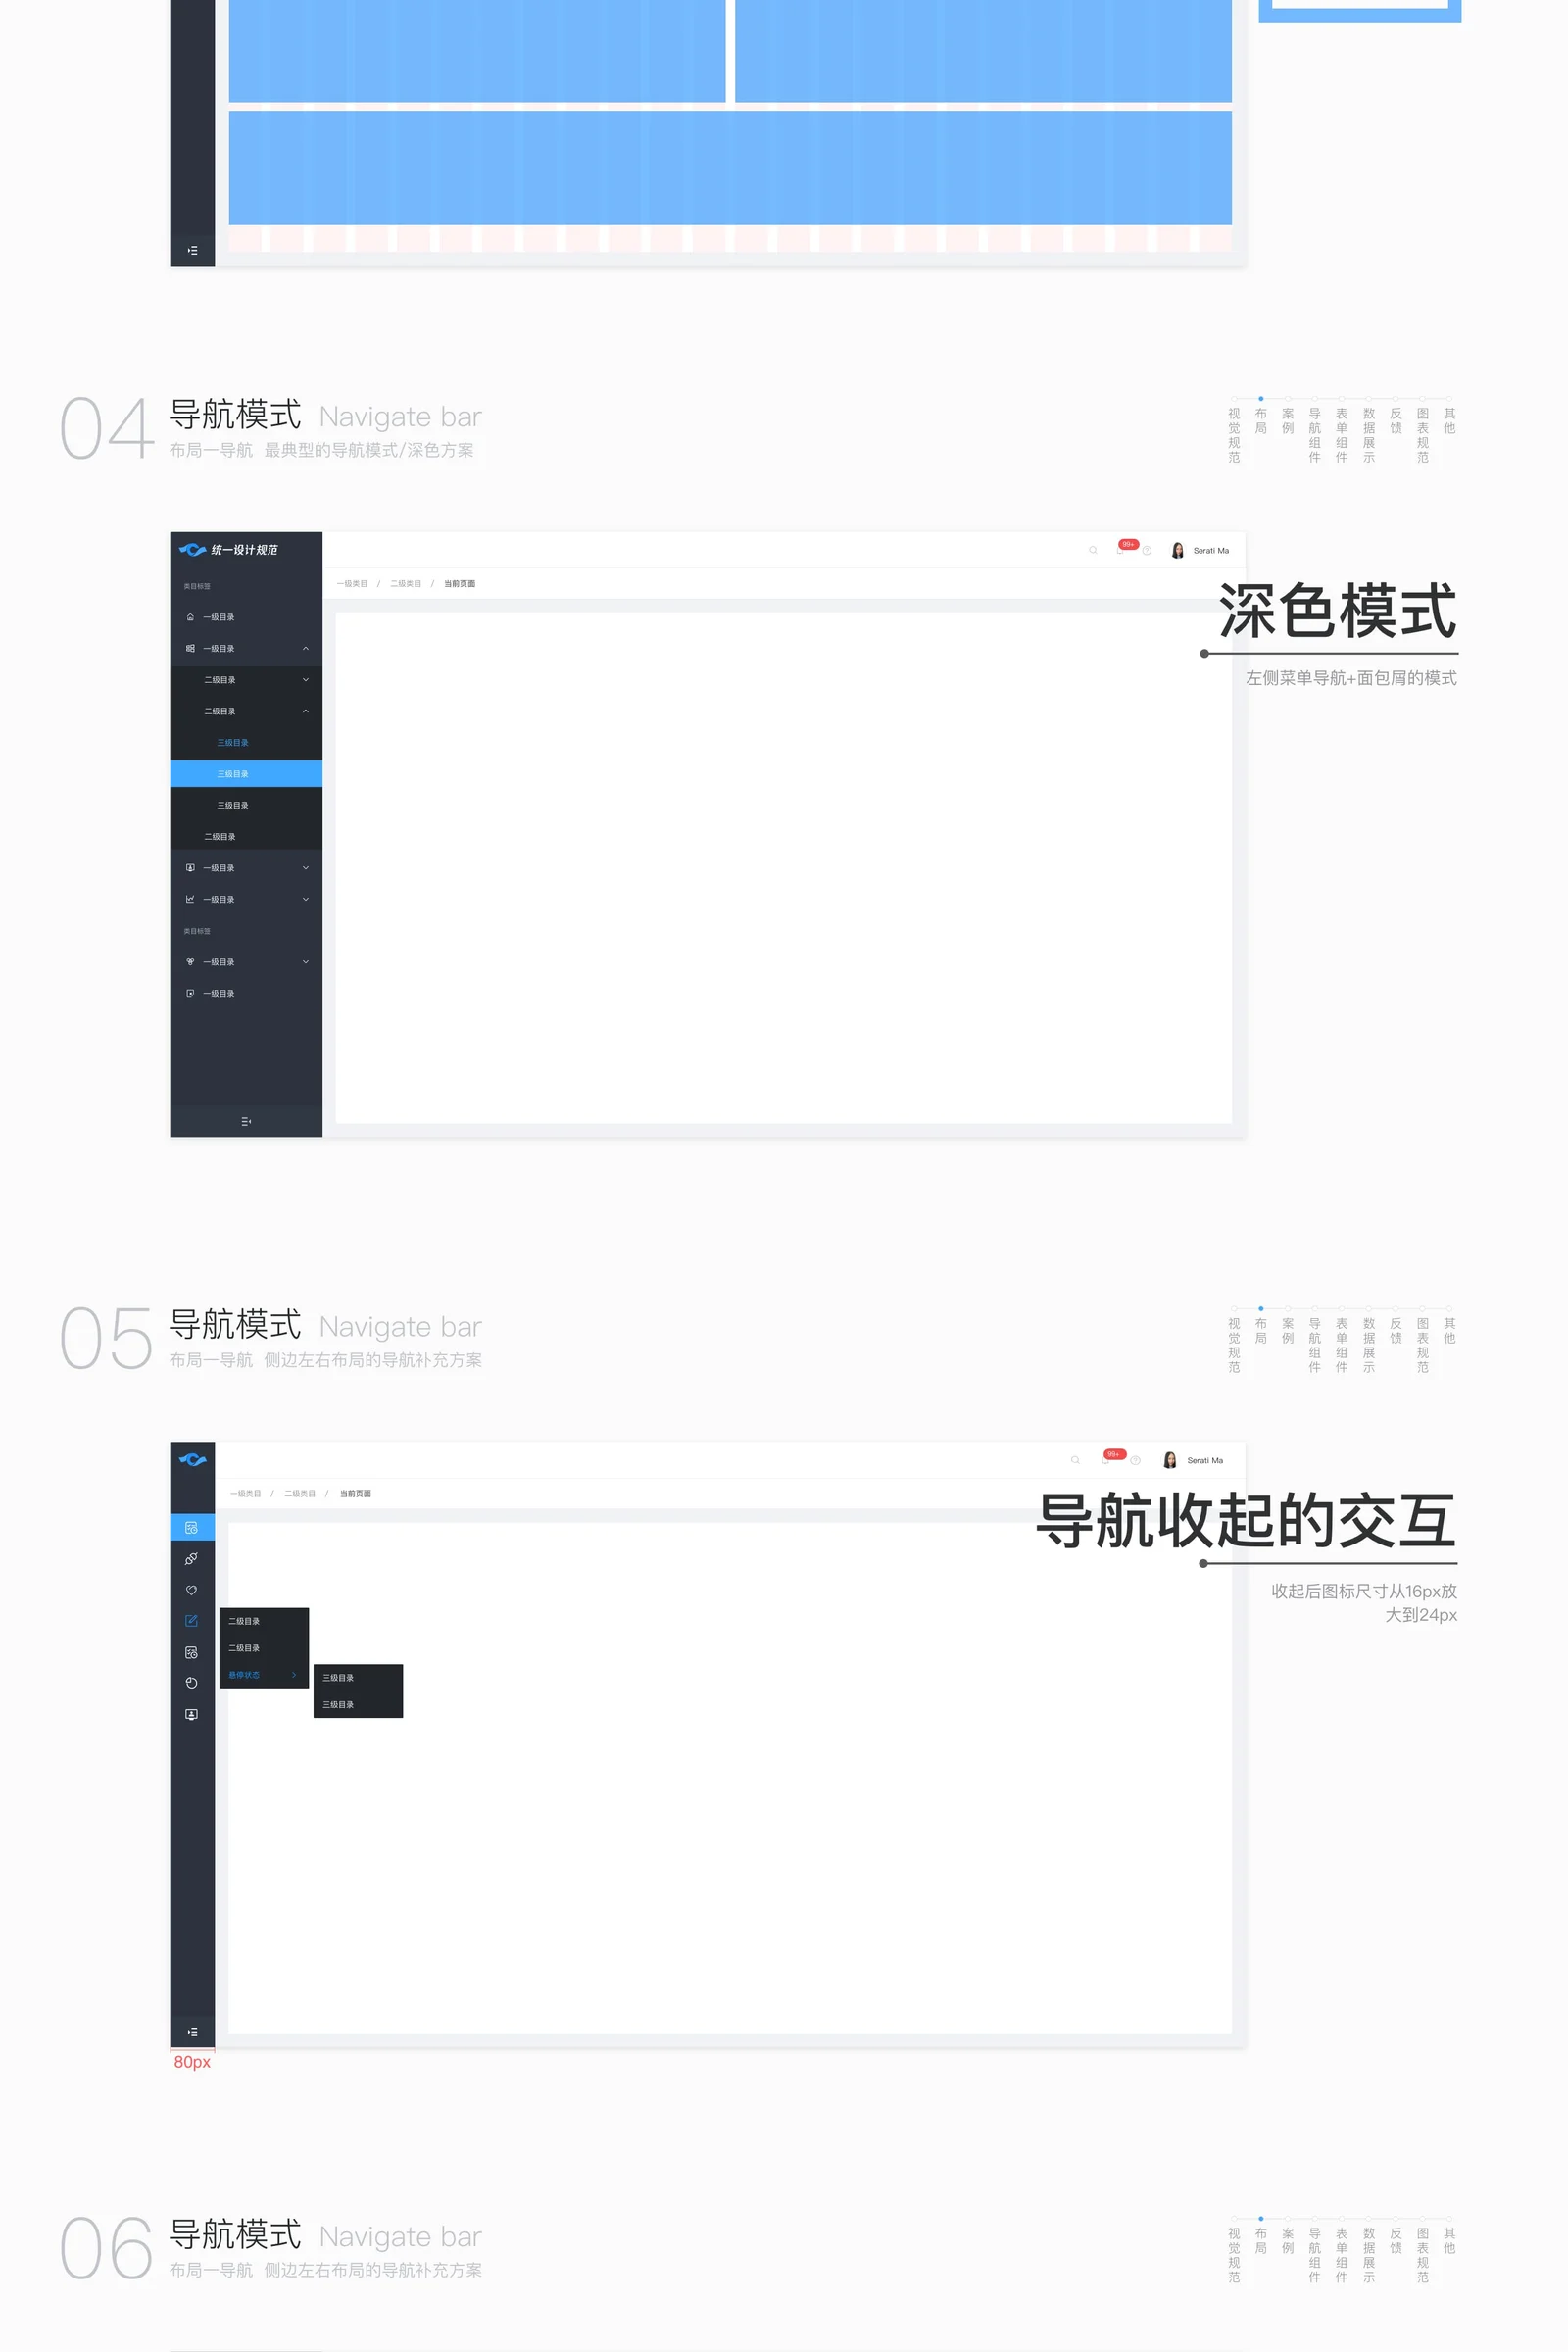 04
导航模式 Navigate bar
布局—导航 最典型的导航模式/深色方案
视觉规范
布局
案例
导航组件
表单组件
数据展示
反馈
图表规范
其他
统一设计规范
99+
Serati Ma
类目标签
一级类目 / 二级类目 / 当前页面
深色模式
左侧菜单导航+面包屑的模式
一级目录
一级目录
二级目录
二级目录
三级目录
三级目录
三级目录
二级目录
一级目录
一级目录
类目标签
一级目录
一级目录
05
导航模式 Navigate bar
布局—导航 侧边左右布局的导航补充方案
视觉规范
布局
案例
导航组件
表单组件
数据展示
反馈
图表规范
其他
99+
Serati Ma
一级类目 / 二级类目 / 当前页面
导航收起的交互
收起后图标尺寸从16px放
大到24px
二级目录
二级目录
悬停状态
三级目录
三级目录
80px
06
导航模式 Navigate bar
布局—导航 侧边左右布局的导航补充方案
视觉规范
布局
案例
导航组件
表单组件
数据展示
反馈
图表规范
其他